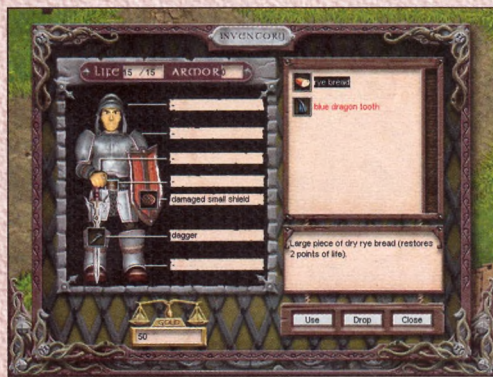 INVENTORY
LIFE 15 / 15 ARMOR
rye bread
blue dragon tooth
damaged small shield
dagger
Large piece of dry rye bread (restores
2 points of life).
GOLD
50
Use Drop Close